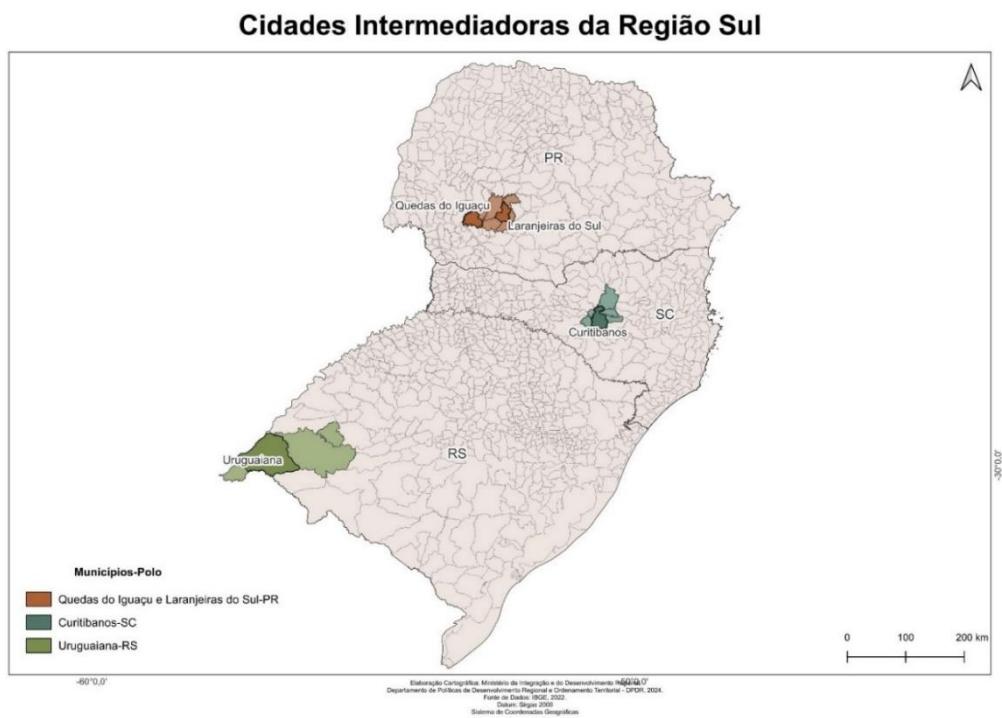 Cidades Intermediadoras da Região Sul
PR
Quedas do Iguaçu
Laranjeiras do Sul
SC
Curitibanos
RS
Uruguaiana
-30°0,0'
Municípios-Polo
Quedas do Iguaçu e Laranjeiras do Sul-PR
Curitibanos-SC
Uruguaiana-RS
0 100 200 km
-60°0,0'
Elaboração Cartográfica: Ministério da Integração e do Desenvolvimento
Departamento de Políticas de Desenvolvimento Regional e Ordenamento Territorial - DPDR, 2024.
Fonte de Dados: IBGE, 2022.
Datum: Sirgas 2000
Sistema de Coordenadas Geográficas